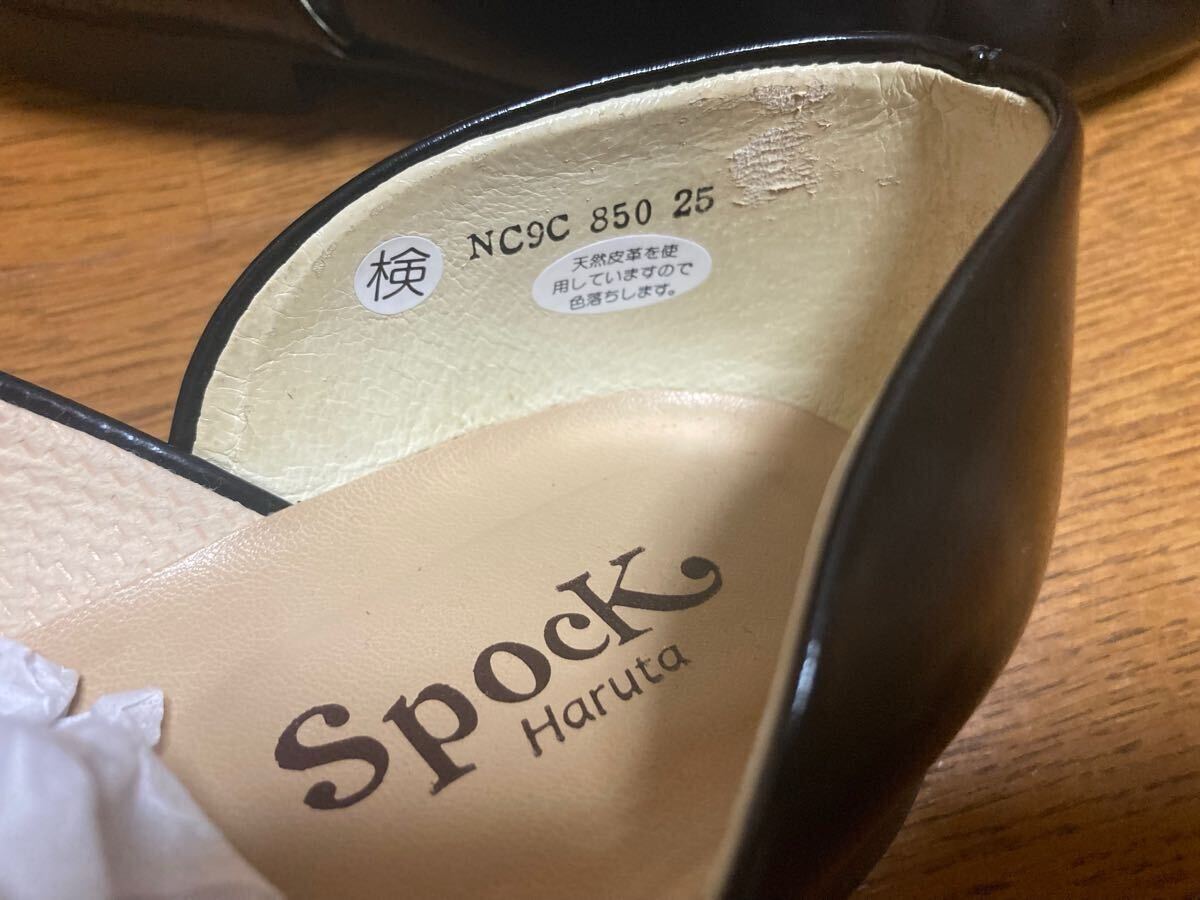 NC9C 850 25
検
天然皮革を使
用していますので
色落ちします。
Spock
Haruta